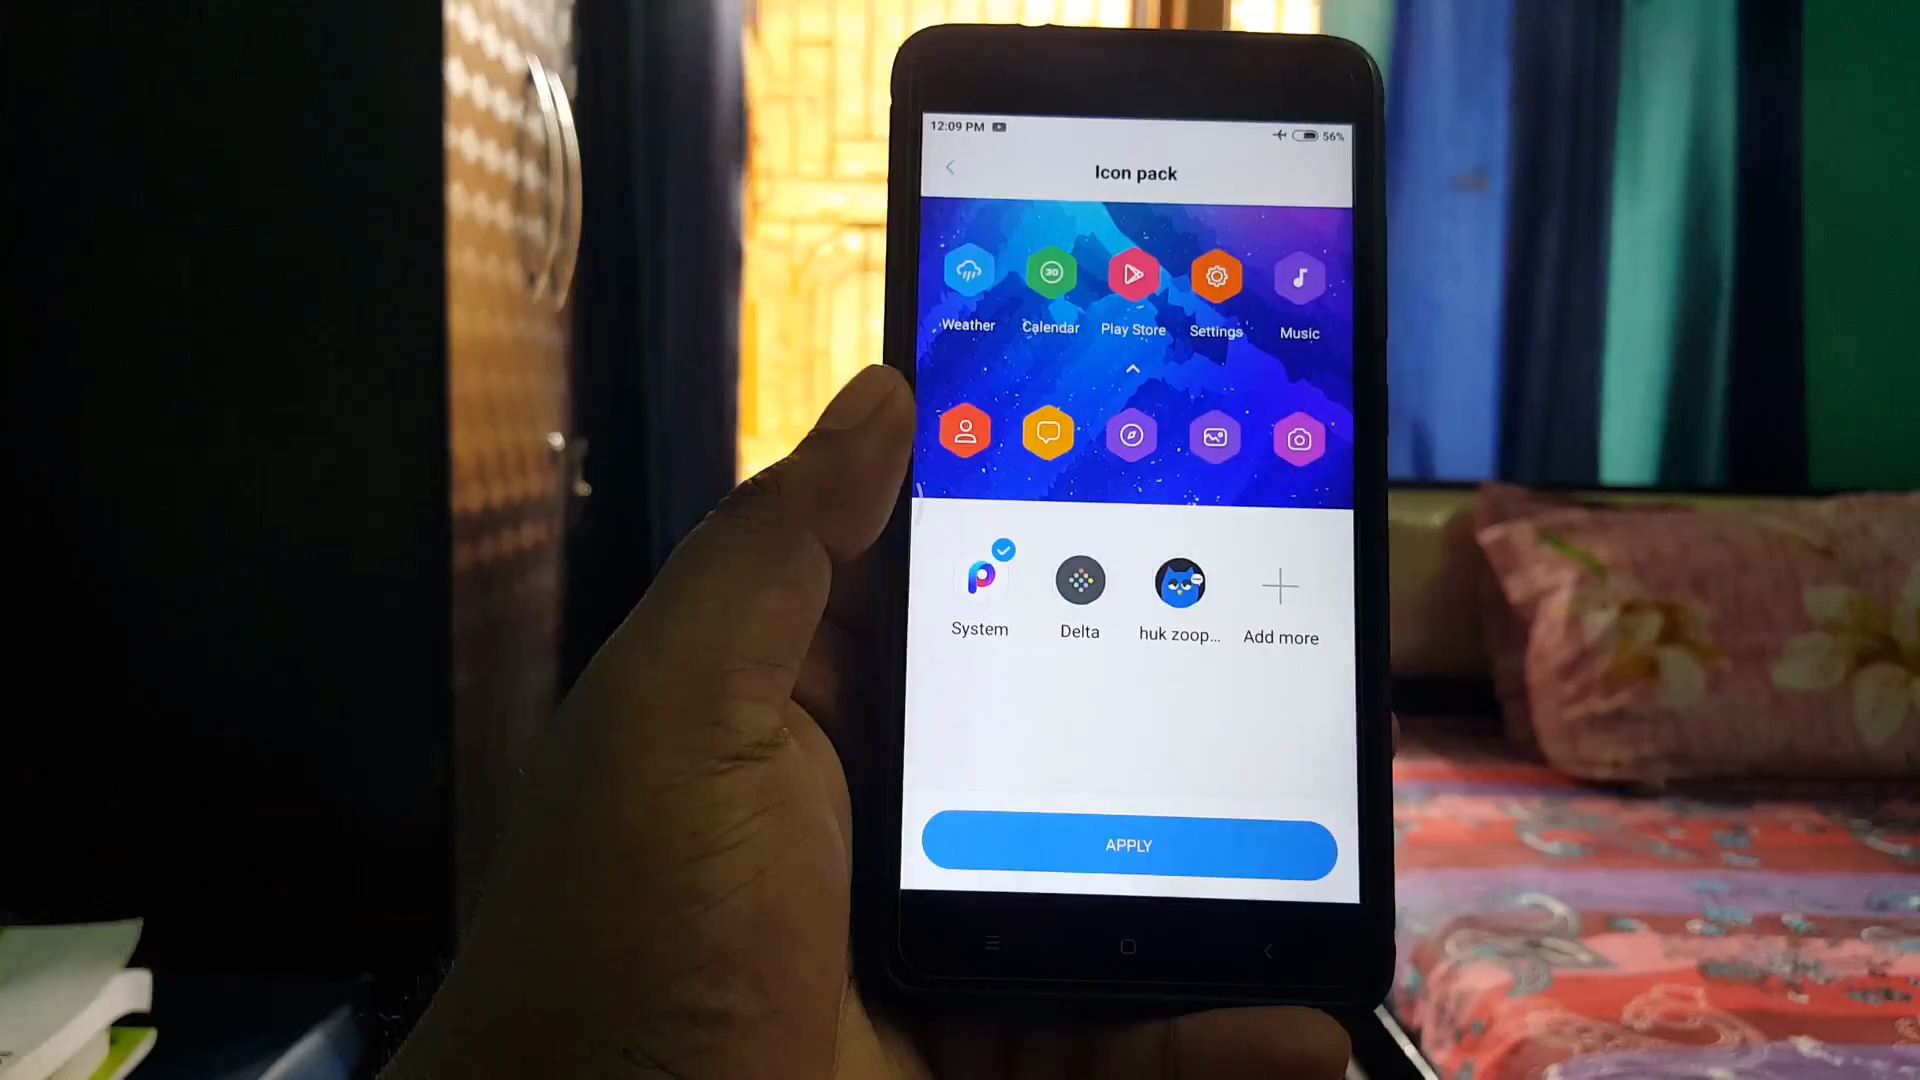 12:09 PM
56%
Icon pack
Weather
Calendar
Play Store
Settings
Music
30
System
Delta
huk zoop...
Add more
APPLY